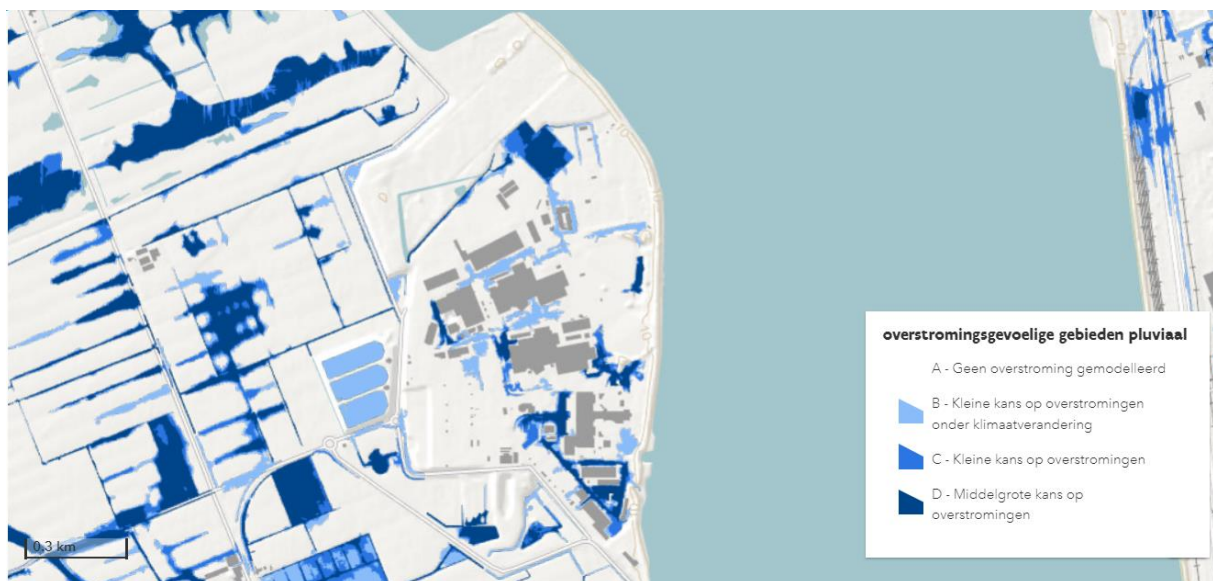 overstromingsgevoelige gebieden pluviaal
A - Geen overstroming gemodelleerd
B - Kleine kans op overstromingen
onder klimaatverandering
C - Kleine kans op overstromingen
D - Middelgrote kans op
overstromingen
0,3 km